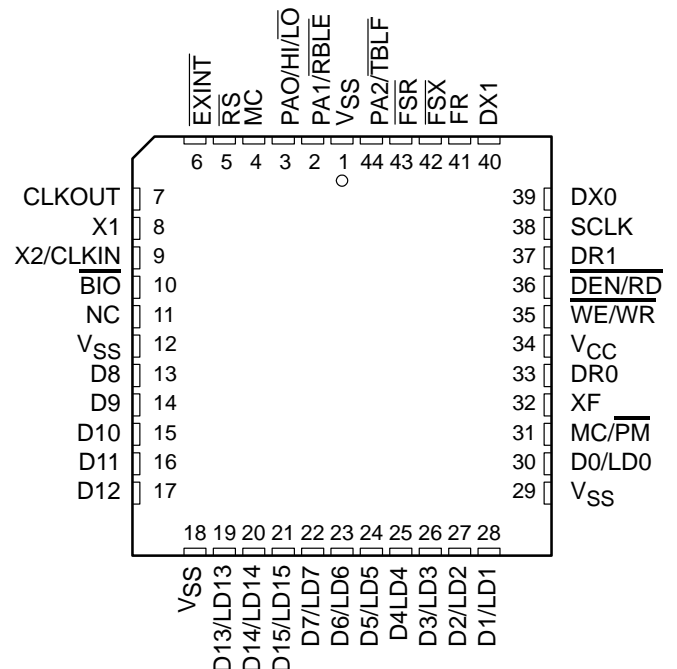 EXINT
RS
MC
PAO/HI/LO
PA1/RBLE
VSS
PA2/TBLF
FSR
FSX
FR
DX1
6 5 4 3 2 1 44 43 42 41 40
CLKOUT 7
X1 8
X2/CLKIN 9
BIO 10
NC 11
VSS 12
D8 13
D9 14
D10 15
D11 16
D12 17
39 DX0
38 SCLK
37 DR1
36 DEN/RD
35 WE/WR
34 VCC
33 DR0
32 XF
31 MC/PM
30 D0/LD0
29 VSS
18 19 20 21 22 23 24 25 26 27 28
VSS
D13/LD13
D14/LD14
D15/LD15
D7/LD7
D6/LD6
D5/LD5
D4LD4
D3/LD3
D2/LD2
D1/LD1